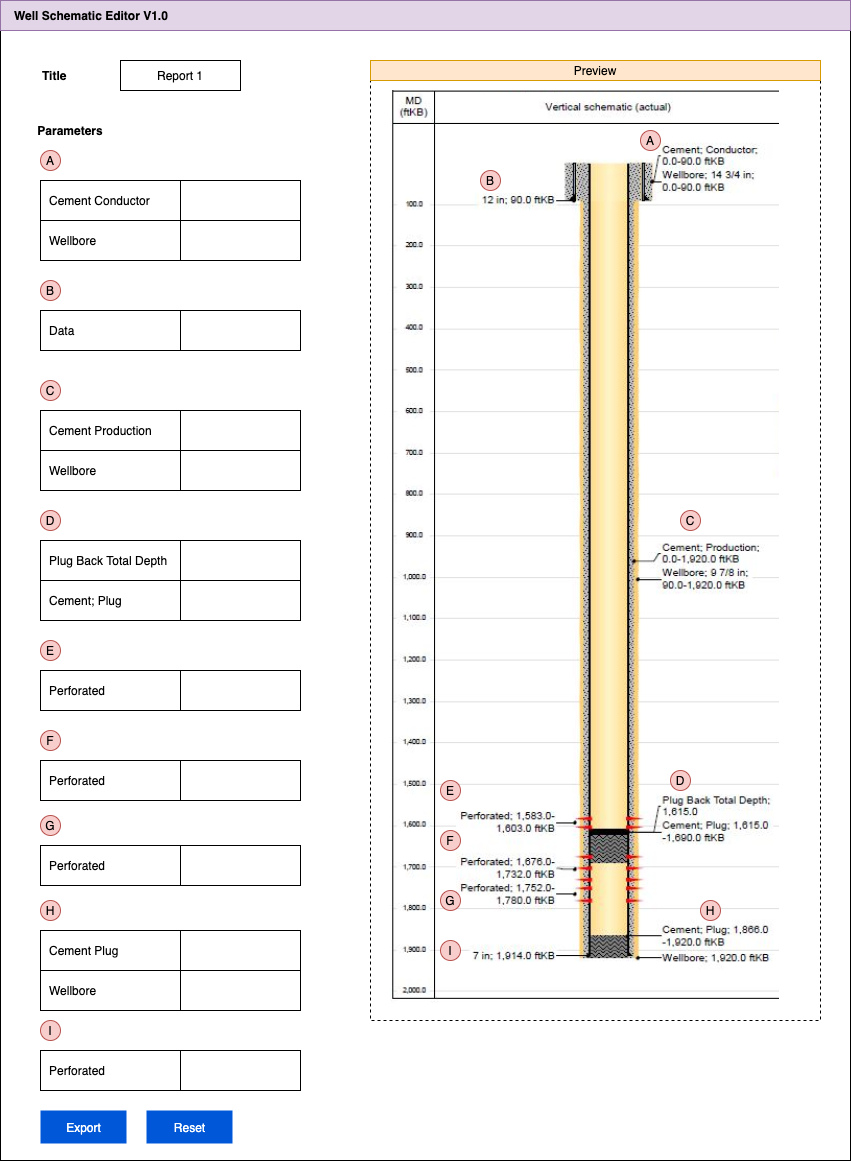 Well Schematic Editor V1.0
Title
Report 1
Parameters
A
Cement Conductor
Wellbore
B
Data
C
Cement Production
Wellbore
D
Plug Back Total Depth
Cement; Plug
E
Perforated
F
Perforated
G
Perforated
H
Cement Plug
Wellbore
I
Perforated
Export
Reset
Preview
MD
(ftKB)
Vertical schematic (actual)
A
Cement; Conductor;
0.0-90.0 ftKB
Wellbore; 14 3/4 in;
0.0-90.0 ftKB
B
12 in; 90.0 ftKB
100.0
200.0
300.0
400.0
500.0
600.0
700.0
800.0
900.0
C
Cement; Production;
0.0-1,920.0 ftKB
Wellbore; 9 7/8 in;
90.0-1,920.0 ftKB
1,000.0
1,100.0
1,200.0
1,300.0
1,400.0
1,500.0
D
Plug Back Total Depth;
1,615.0
Cement; Plug; 1,615.0
-1,690.0 ftKB
E
Perforated; 1,583.0-
1,603.0 ftKB
1,600.0
F
Perforated; 1,676.0-
1,732.0 ftKB
1,700.0
Perforated; 1,752.0-
1,780.0 ftKB
G
1,800.0
H
Cement; Plug; 1,866.0
-1,920.0 ftKB
Wellbore; 1,920.0 ftKB
I
7 in; 1,914.0 ftKB
1,900.0
2,000.0